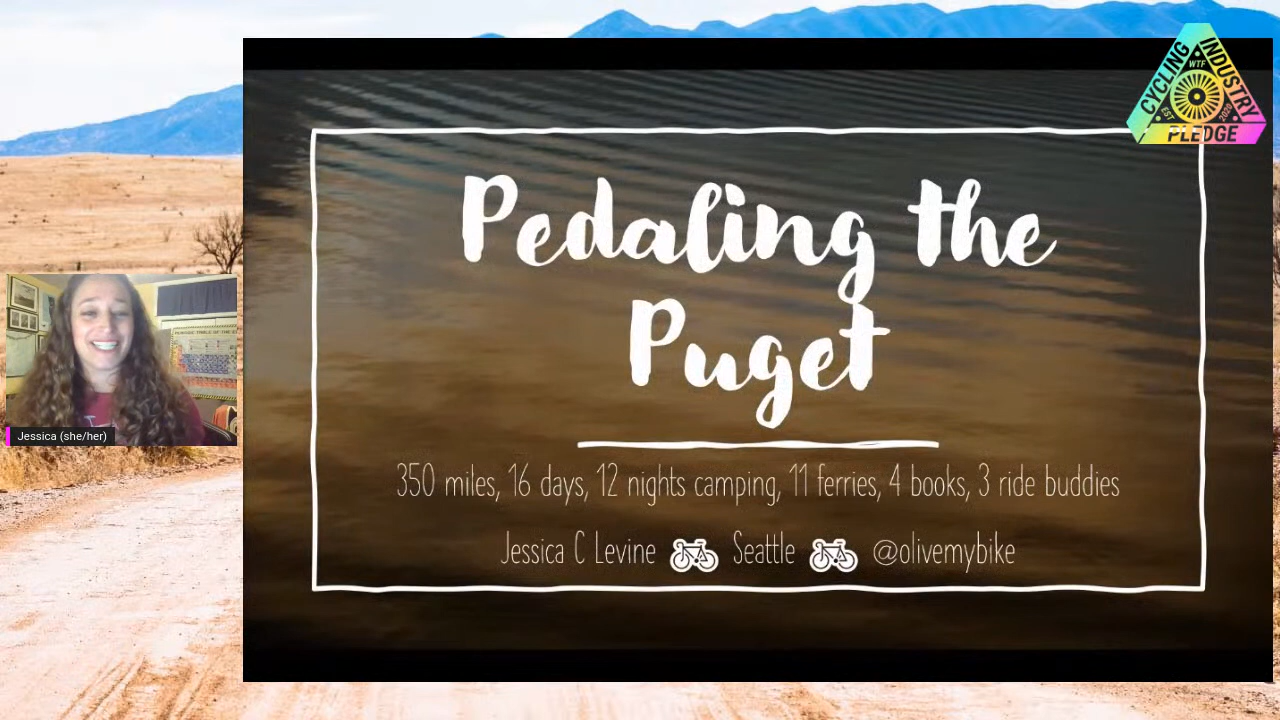 CYCLING
INDUSTRY
WTF
EST
2020
PLEDGE
Pedaling the
Puget
350 miles, 16 days, 12 nights camping, 11 ferries, 4 books, 3 ride buddies
Jessica C Levine
Seattle
@olivemybike
Jessica (she/her)